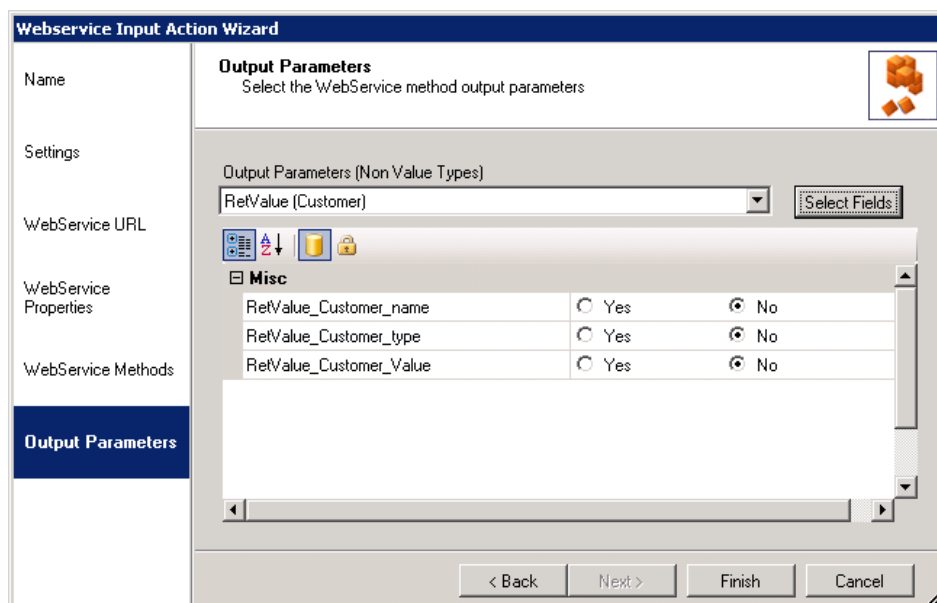 Webservice Input Action Wizard
Name
Settings
WebService URL
WebService
Properties
WebService Methods
Output Parameters
Output Parameters
Select the WebService method output parameters
Output Parameters (Non Value Types)
RetValue (Customer)
Select Fields
Misc
RetValue_Customer_name Yes No
RetValue_Customer_type Yes No
RetValue_Customer_Value Yes No
< Back Next > Finish Cancel